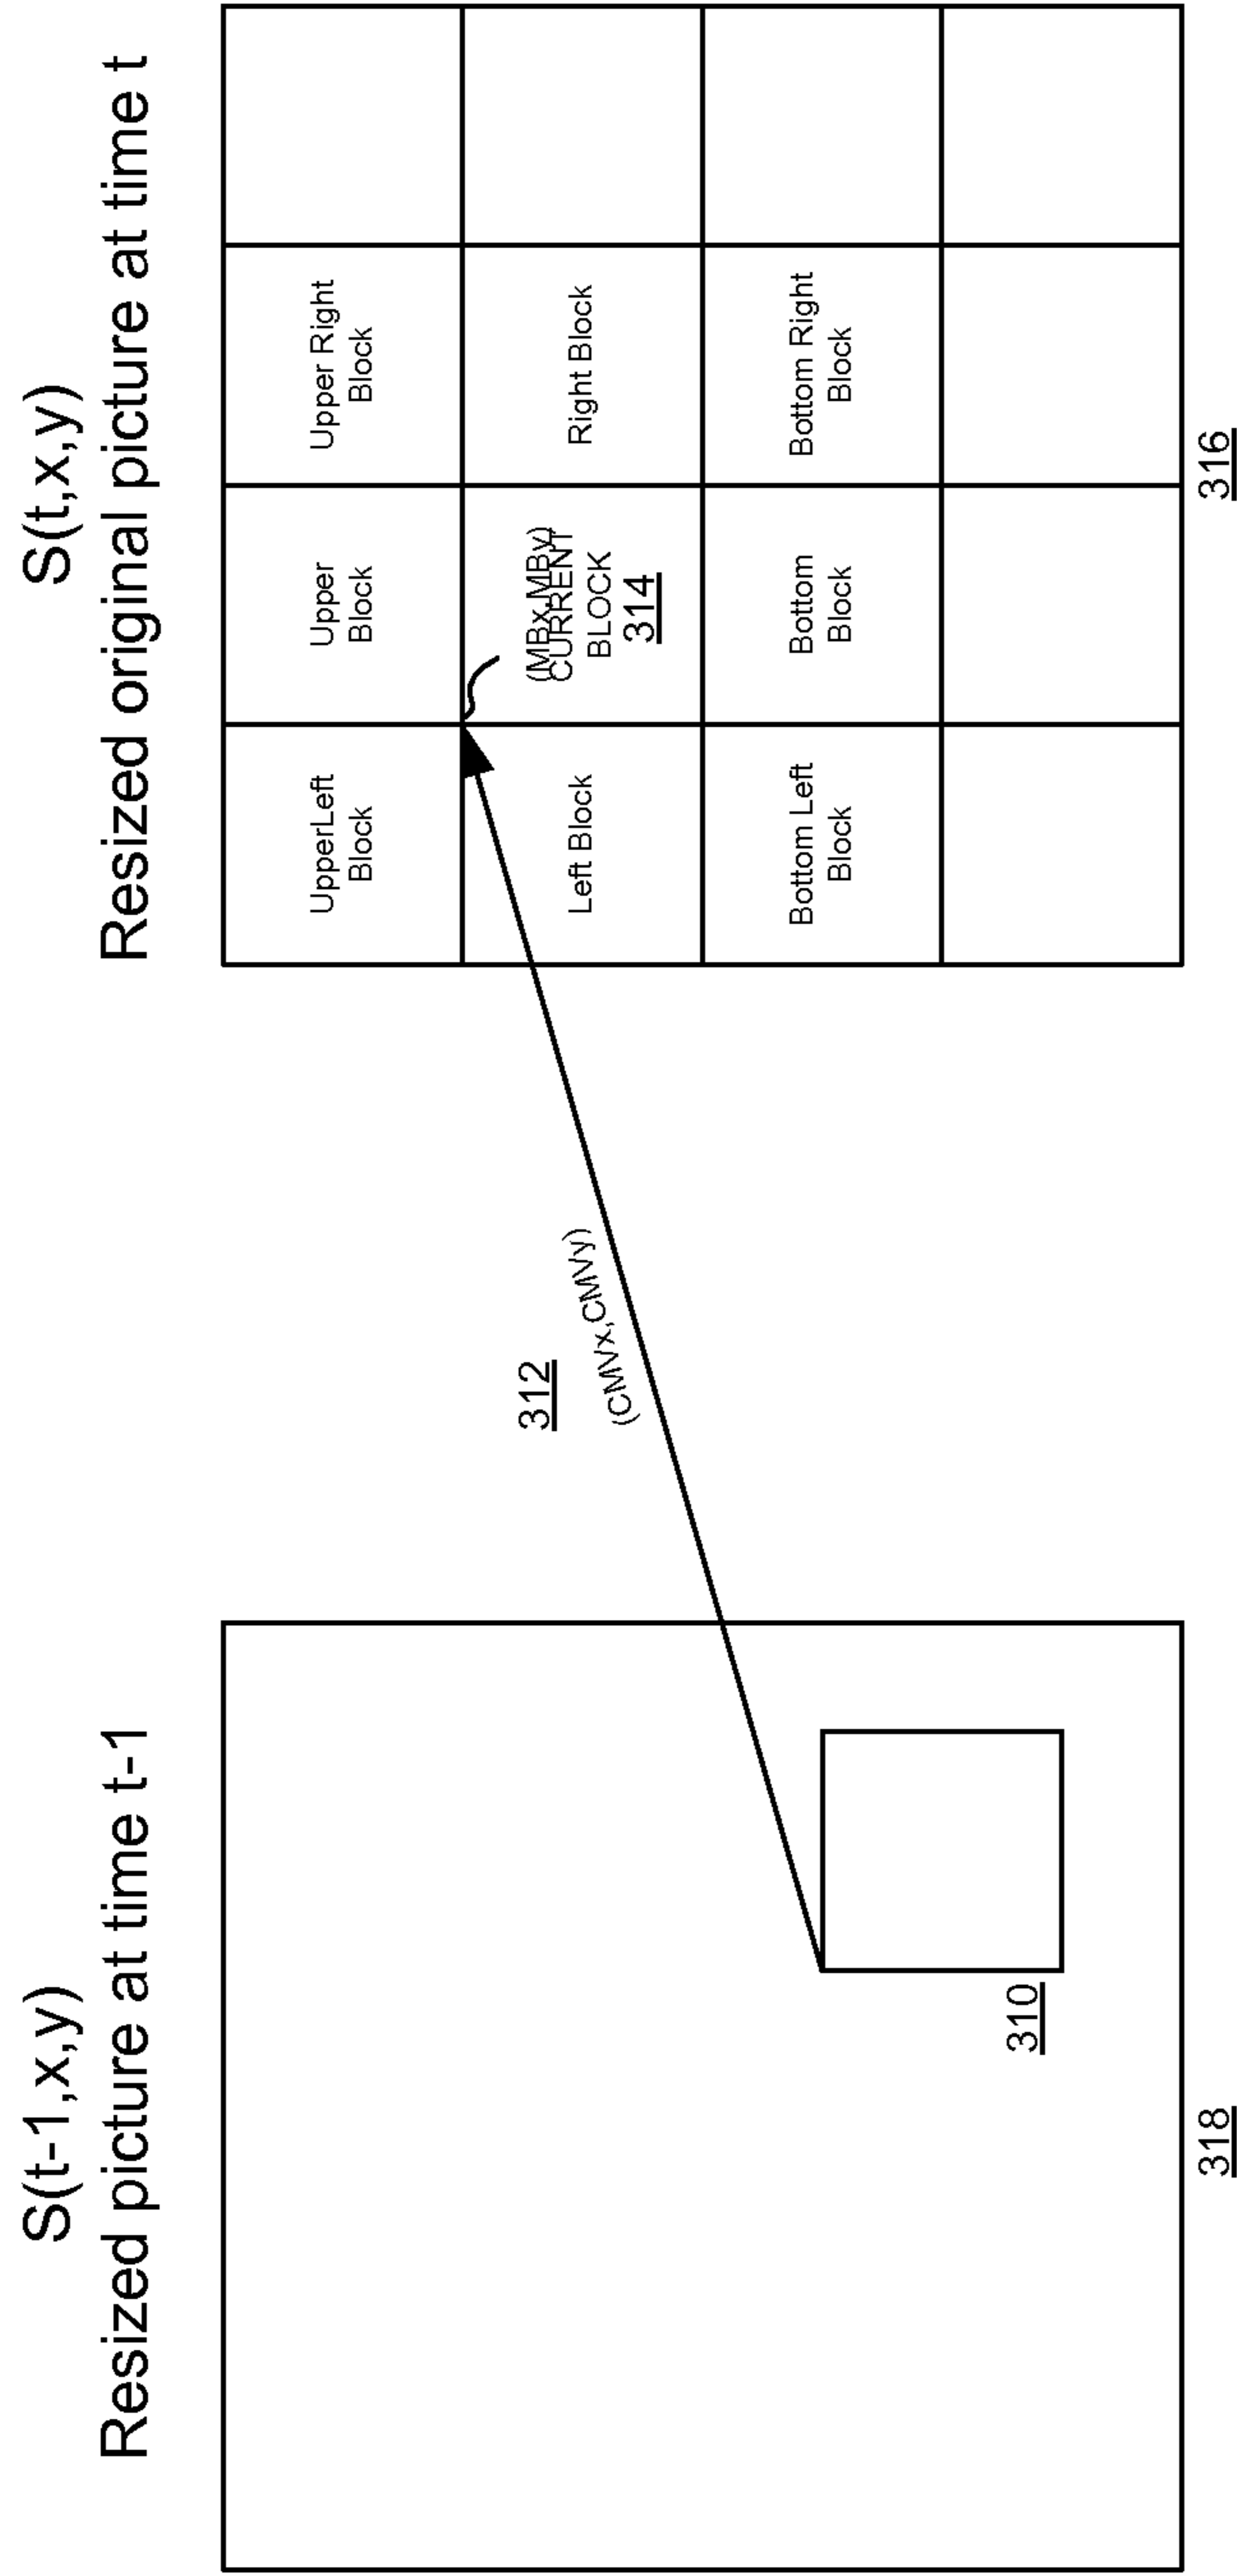 S(t-1,x,y)
Resized picture at time t-1
310
318
312
(CMVx,CMVy)
S(t,x,y)
Resized original picture at time t
UpperLeft
Block
Upper
Block
Upper Right
Block
Left Block
(MBx,MBy)
CURRENT
BLOCK
314
Right Block
Bottom Left
Block
Bottom
Block
Bottom Right
Block
316